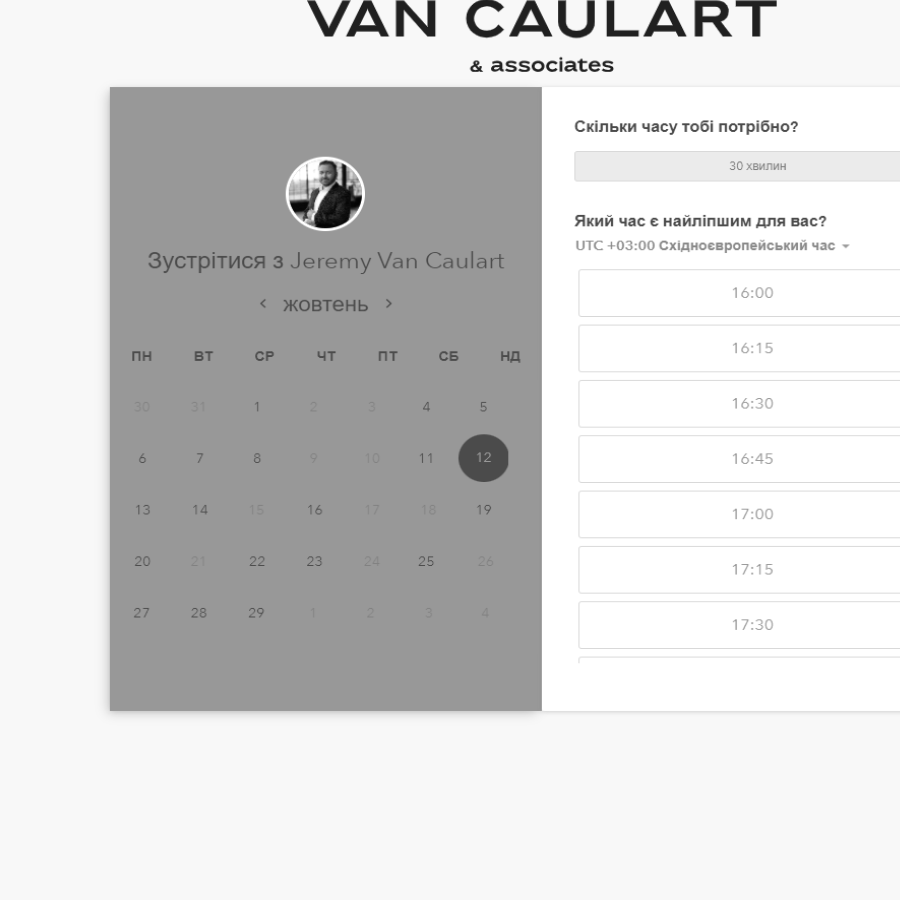 VAN CAULART
& associates
Зустрітися з Jeremy Van Caulart
жовтень
ПН ВТ СР ЧТ ПТ СБ НД
30 31 1 2 3 4 5
6 7 8 9 10 11 12
13 14 15 16 17 18 19
20 21 22 23 24 25 26
27 28 29 1 2 3 4
Скільки часу тобі потрібно?
30 хвилин
Який час є найліпшим для вас?
UTC +03:00 Східноєвропейський час
16:00
16:15
16:30
16:45
17:00
17:15
17:30